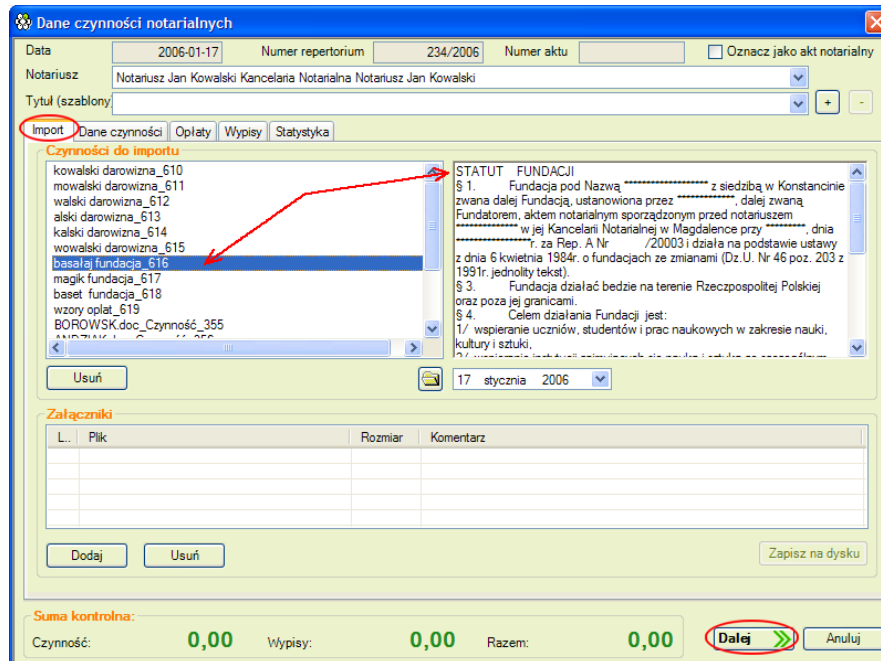 Dane czynności notarialnych
Data 2006-01-17 Numer repertorium 234/2006 Numer aktu Oznacz jako akt notarialny
Notariusz Notariusz Jan Kowalski Kancelaria Notarialna Notariusz Jan Kowalski
Tytuł (szablony + -
Import Dane czynności Opłaty Wypisy Statystyka
Czynności do importu
kowalski darowizna_610
mowalski darowizna_611
walski darowizna_612
alski darowizna_613
kalski darowizna_614
wowalski darowizna_615
basałaj fundacja_616
magik fundacja_617
baset fundacja_618
wzory oplat_619
BOROWSK.doc_Czynność_355
STATUT FUNDACJI
§ 1. Fundacja pod Nazwą ******************** z siedzibą w Konstancinie
zwana dalej Fundacją, ustanowiona przez **************, dalej zwaną
Fundatorem, aktem notarialnym sporządzonym przed notariuszem
************** w jej Kancelarii Notarialnej w Magdalence przy *********, dnia
******************r. za Rep. A Nr /20003 i działa na podstawie ustawy
z dnia 6 kwietnia 1984r. o fundacjach ze zmianami (Dz.U. Nr 46 poz. 203 z
1991r. jednolity tekst).
§ 3. Fundacja działać bedzie na terenie Rzeczpospolitej Polskiej
oraz poza jej granicami.
§ 4. Celem działania Fundacji jest:
1/ wspieranie uczniów, studentów i prac naukowych w zakresie nauki,
kultury i sztuki,
Usuń 17 stycznia 2006
Załączniki
L.. Plik Rozmiar Komentarz
Dodaj Usuń Zapisz na dysku
Suma kontrolna:
Czynność: 0,00 Wypisy: 0,00 Razem: 0,00 Dalej Anuluj